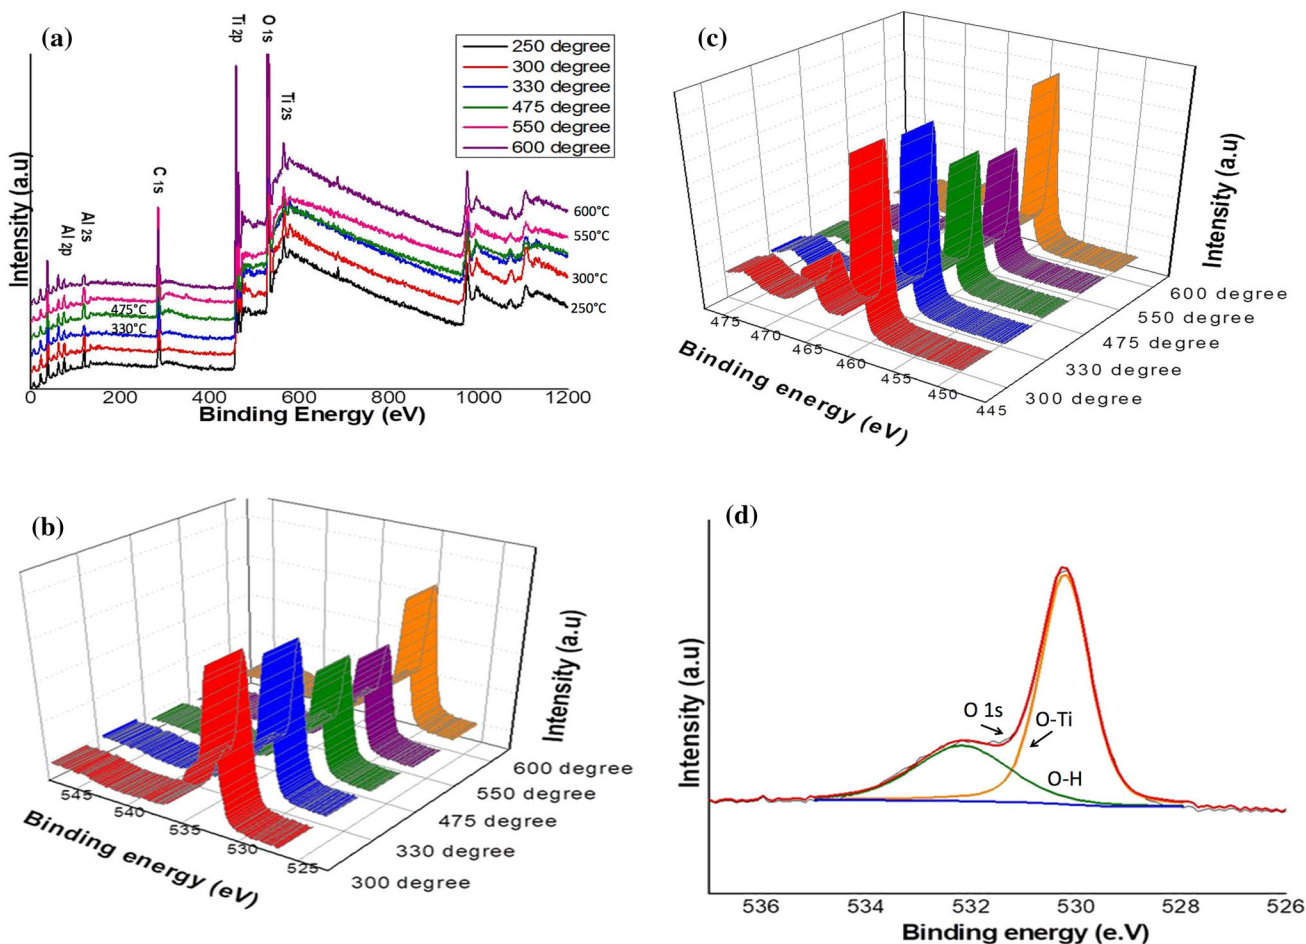 (a)
Ti 2p
O 1s
Ti 2s
C 1s
Al 2p
Al 2s
250 degree
300 degree
330 degree
475 degree
550 degree
600 degree
600°C
550°C
300°C
250°C
475°C
330°C
Intensity (a.u)
0
200
400
600
800
1000
1200
Binding Energy (eV)
(c)
Intensity (a.u)
475
470
465
460
455
450
445
Binding energy (eV)
600 degree
550 degree
475 degree
330 degree
300 degree
(b)
Intensity (a.u)
545
540
535
530
525
Binding energy (eV)
600 degree
550 degree
475 degree
330 degree
300 degree
(d)
Intensity (a.u)
O 1s
O-Ti
O-H
536
534
532
530
528
526
Binding energy (e.V)